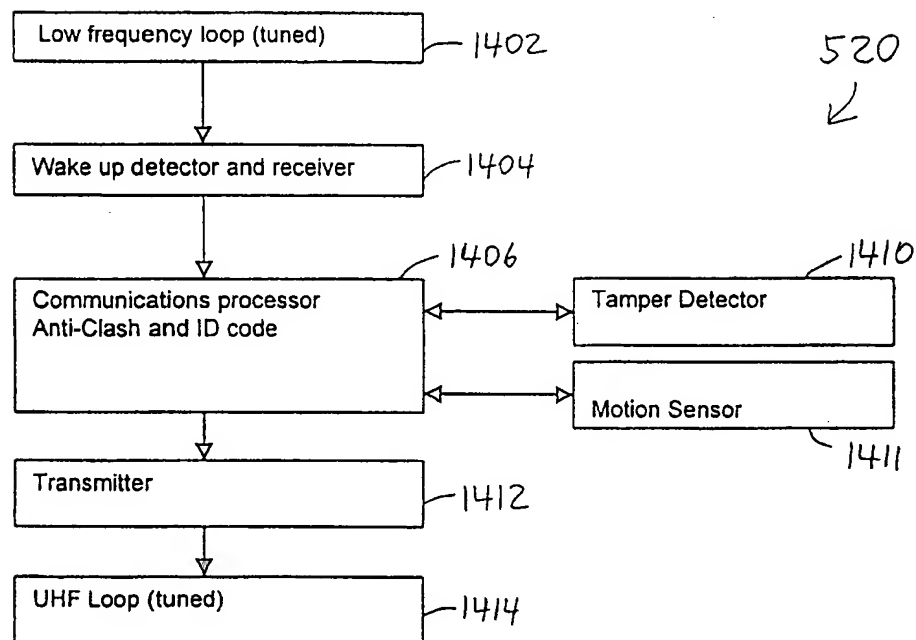 Low frequency loop (tuned)
1402
520
Wake up detector and receiver
1404
1406
1410
Communications processor
Anti-Clash and ID code
Tamper Detector
Motion Sensor
1411
Transmitter
1412
UHF Loop (tuned)
1414